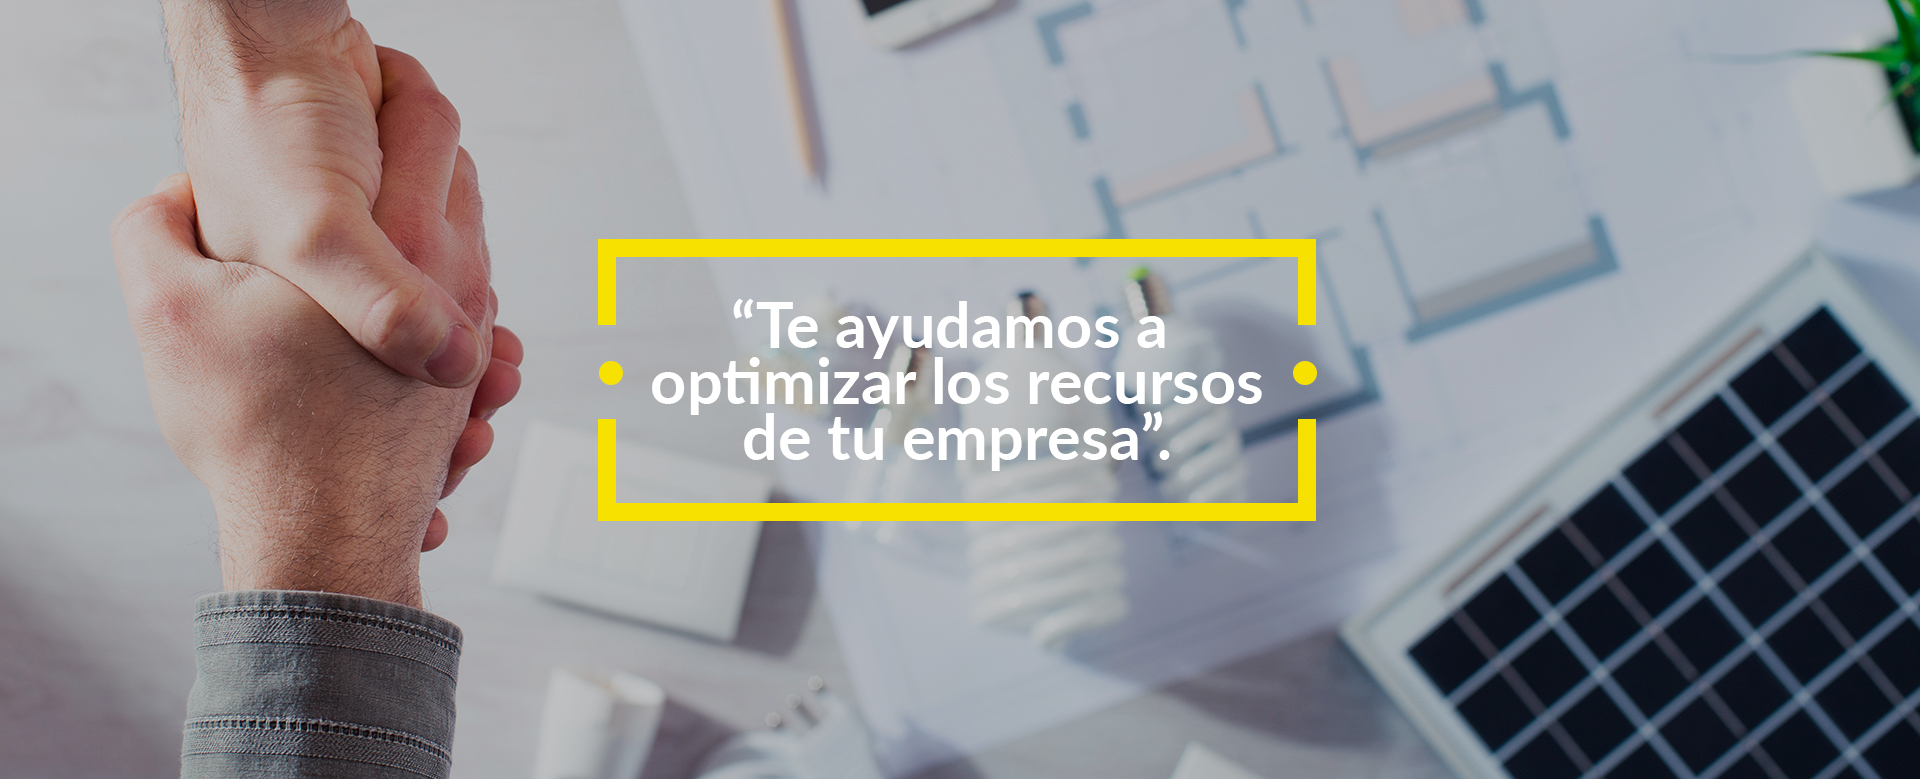 “Te ayudamos a
optimizar los recursos
de tu empresa”.